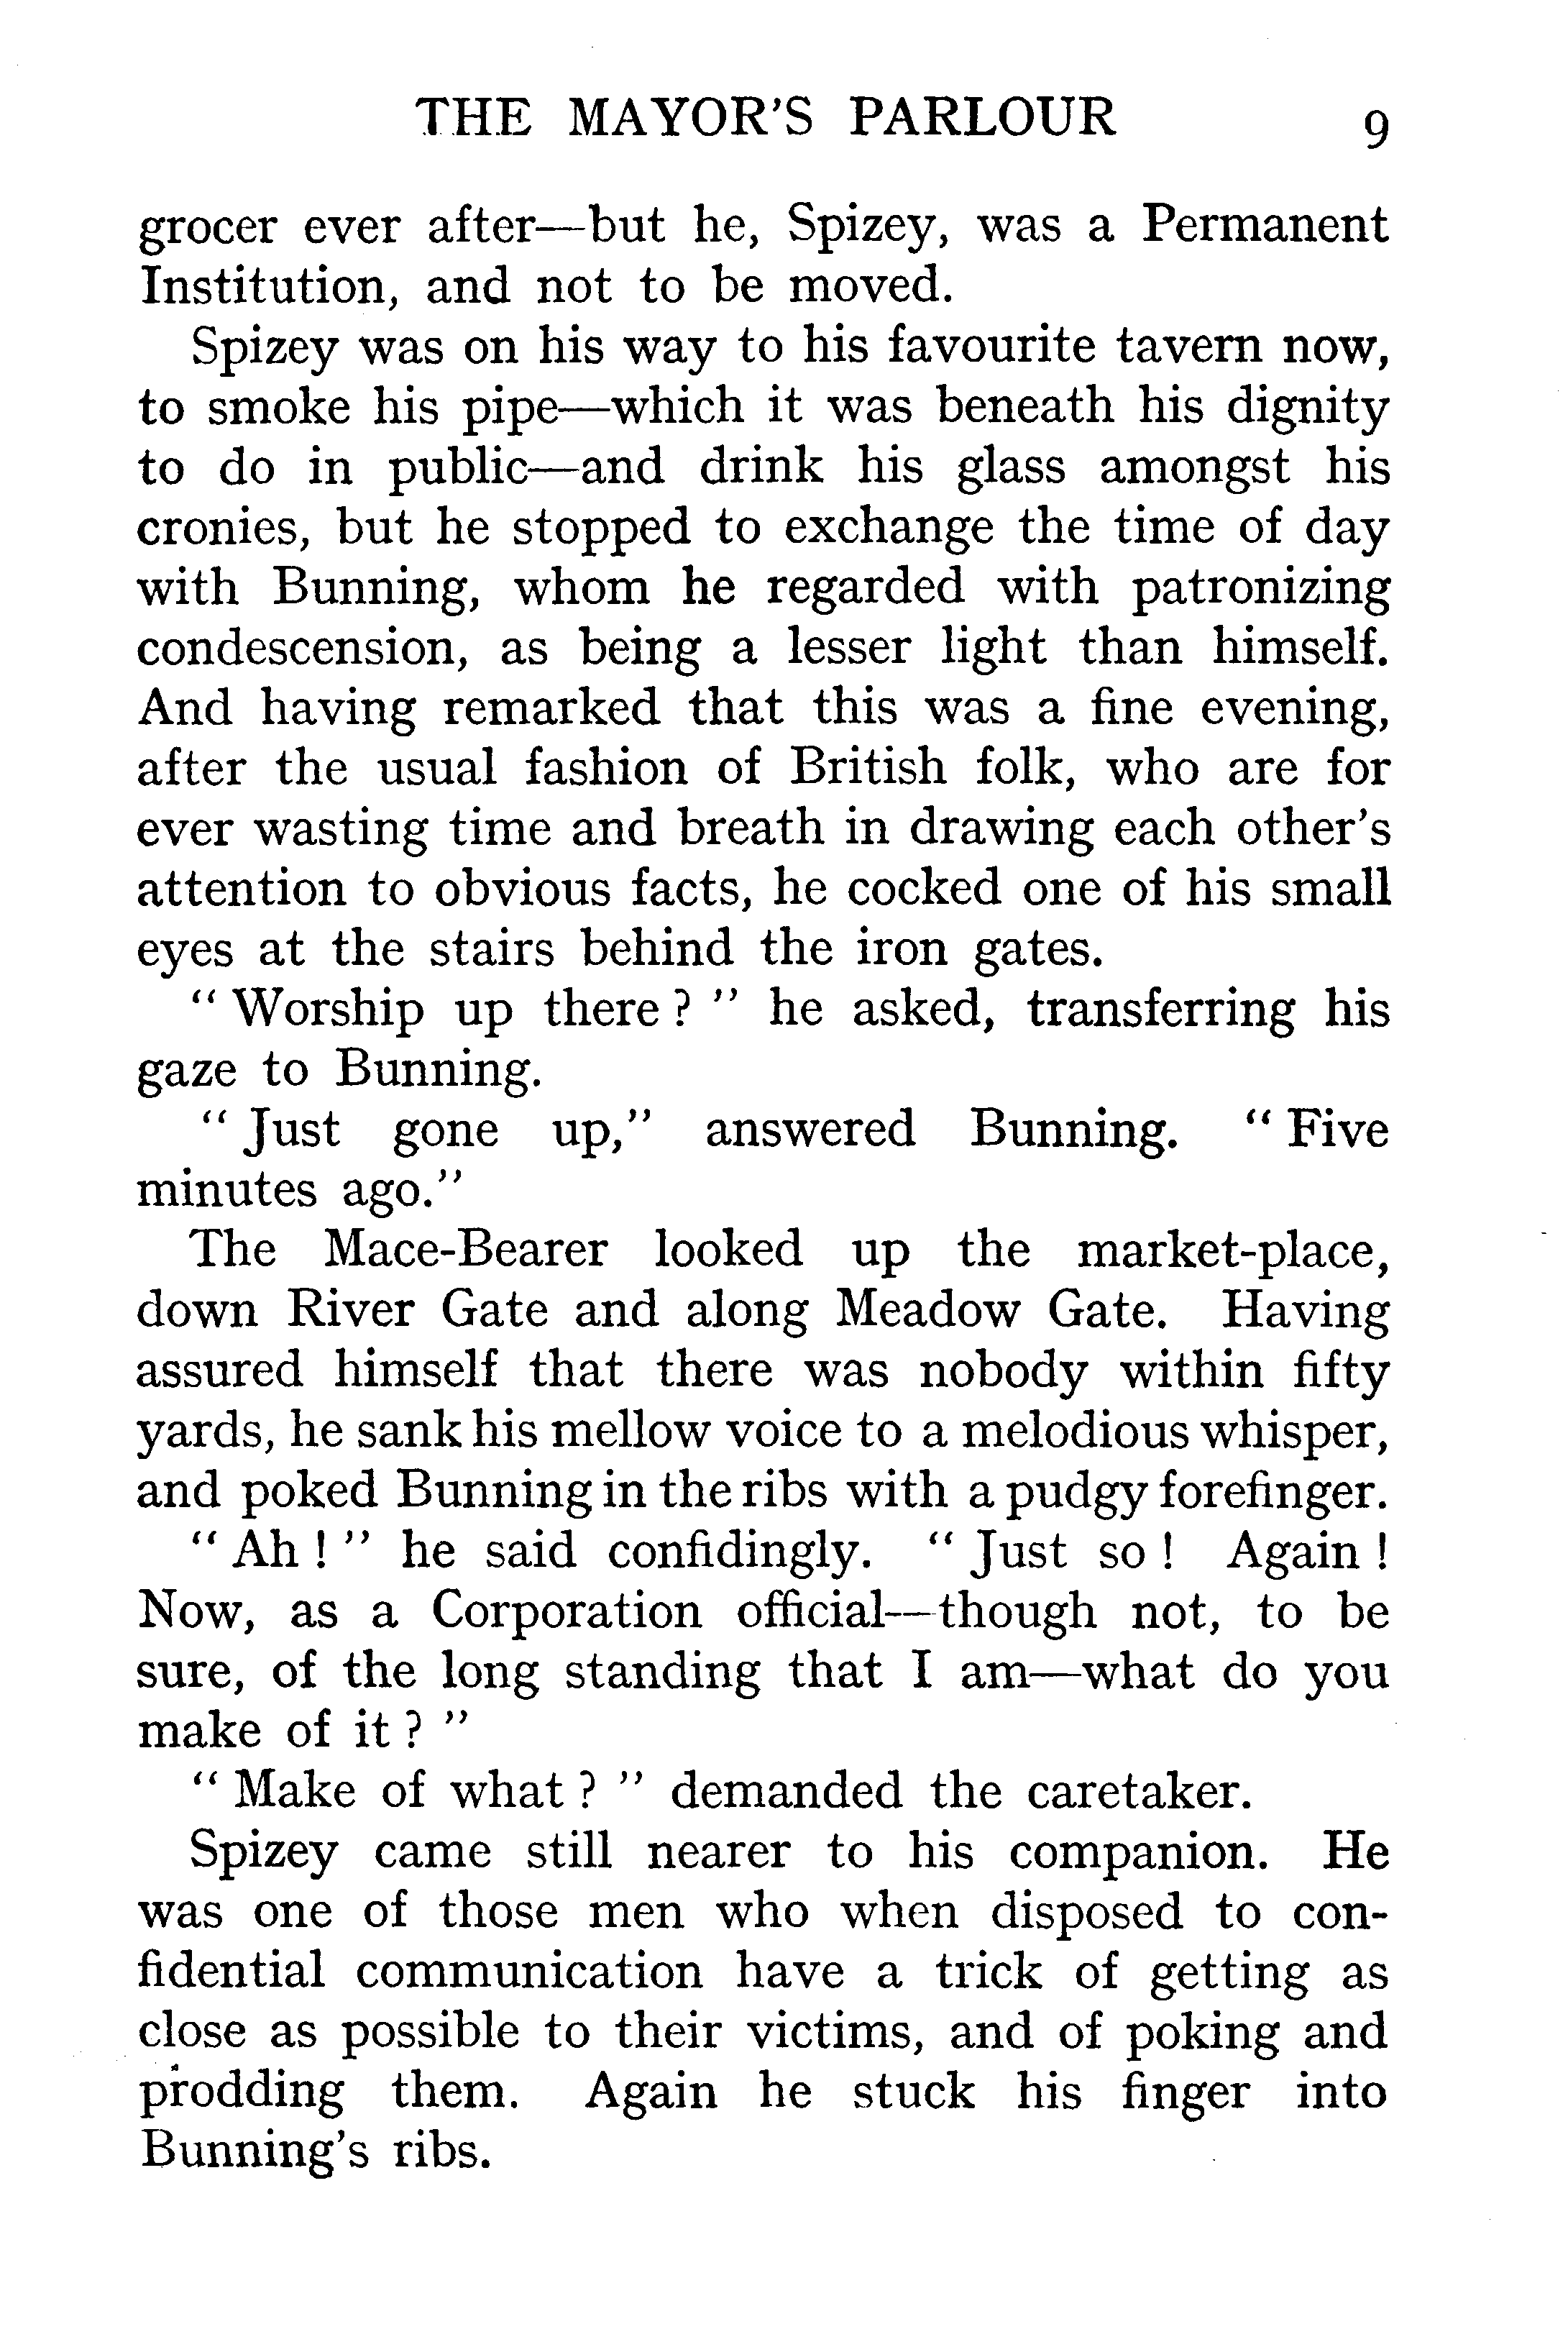 THE MAYOR'S PARLOUR 9
grocer ever after—but he, Spizey, was a Permanent
Institution, and not to be moved.
Spizey was on his way to his favourite tavern now,
to smoke his pipe—which it was beneath his dignity
to do in public—and drink his glass amongst his
cronies, but he stopped to exchange the time of day
with Bunning, whom he regarded with patronizing
condescension, as being a lesser light than himself.
And having remarked that this was a fine evening,
after the usual fashion of British folk, who are for
ever wasting time and breath in drawing each other's
attention to obvious facts, he cocked one of his small
eyes at the stairs behind the iron gates.
“ Worship up there ? ” he asked, transferring his
gaze to Bunning.
“ Just gone up,” answered Bunning. “ Five
minutes ago.”
The Mace-Bearer looked up the market-place,
down River Gate and along Meadow Gate. Having
assured himself that there was nobody within fifty
yards, he sank his mellow voice to a melodious whisper,
and poked Bunning in the ribs with a pudgy forefinger.
“ Ah ! ” he said confidingly. “ Just so ! Again !
Now, as a Corporation official—though not, to be
sure, of the long standing that I am—what do you
make of it ? ”
“ Make of what ? ” demanded the caretaker.
Spizey came still nearer to his companion. He
was one of those men who when disposed to con-
fidential communication have a trick of getting as
close as possible to their victims, and of poking and
prodding them. Again he stuck his finger into
Bunning's ribs.